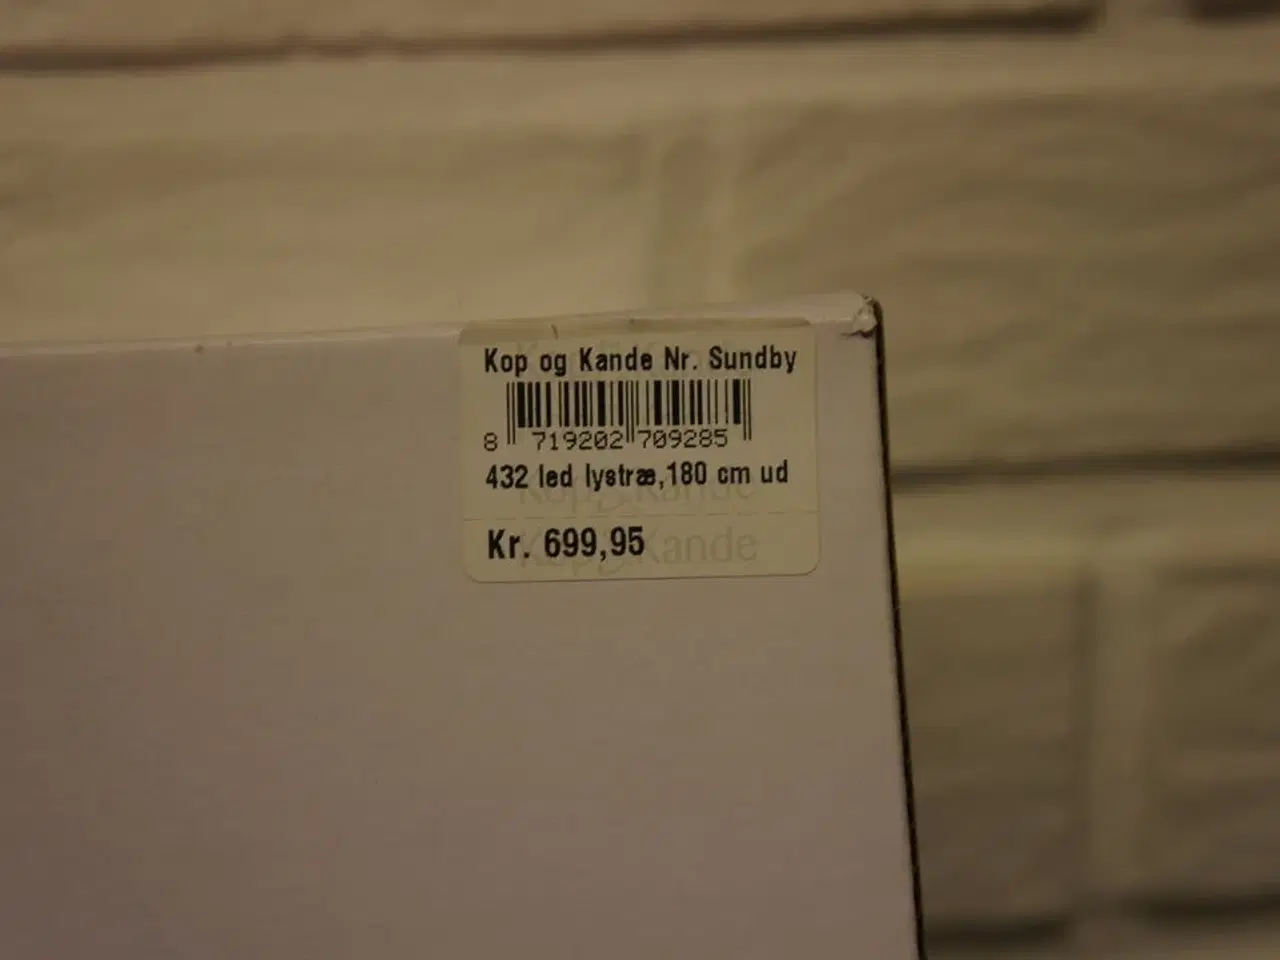 Kop og Kande Nr. Sundby
8 719202 709285
432 led lystræ,180 cm ud
Kr. 699,95